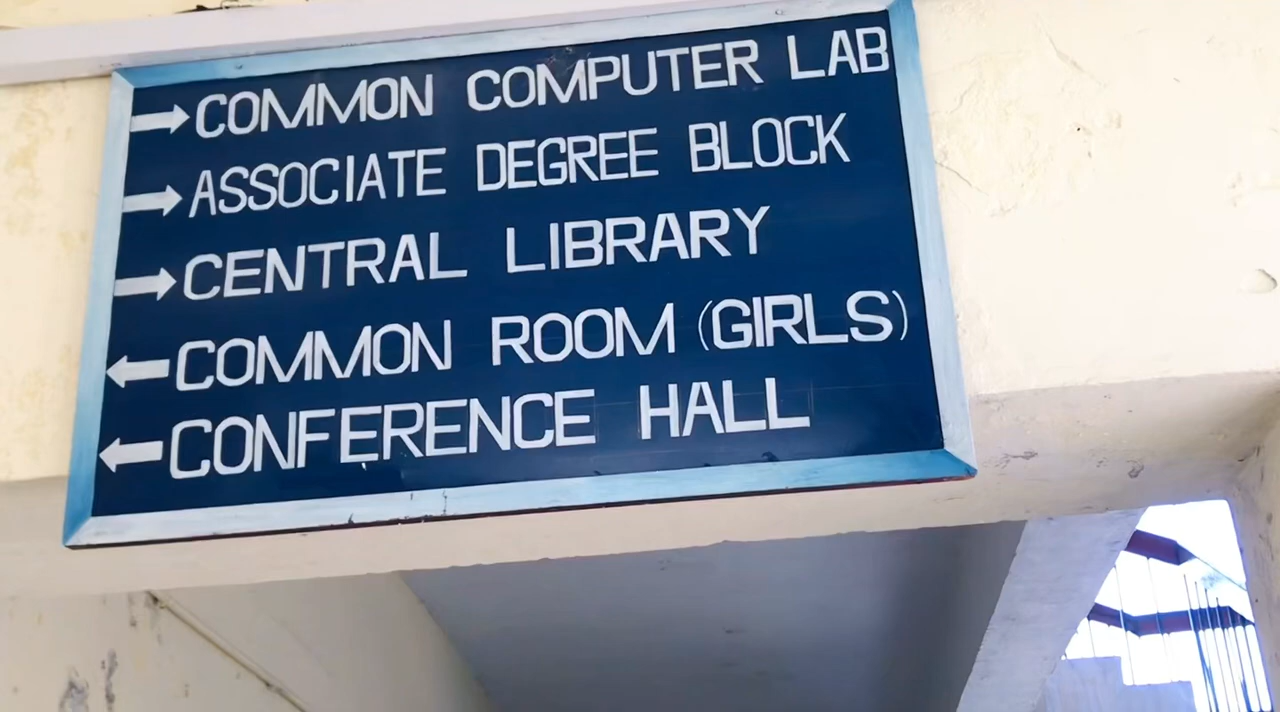 → COMMON COMPUTER LAB
→ ASSOCIATE DEGREE BLOCK
→ CENTRAL LIBRARY
← COMMON ROOM (GIRLS)
← CONFERENCE HALL